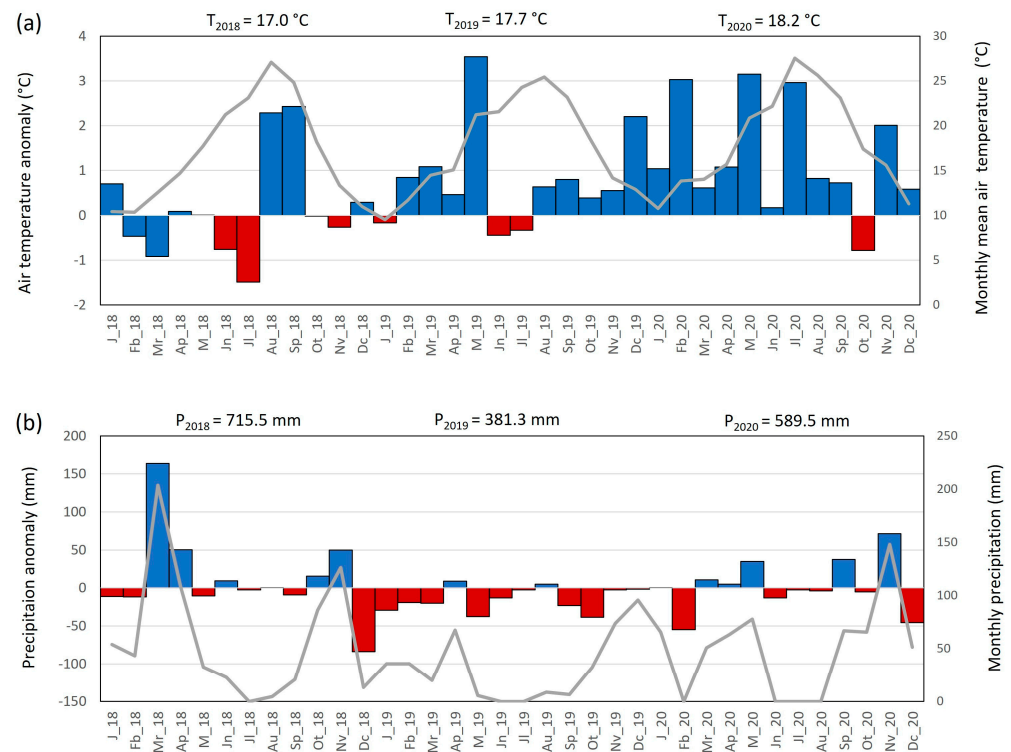 (a)
T2018 = 17.0 °C
T2019 = 17.7 °C
T2020 = 18.2 °C
Air temperature anomaly (°C)
4
3
2
1
0
-1
-2
Monthly mean air temperature (°C)
30
25
20
15
10
5
0
J_18
Fb_18
Mr_18
Ap_18
M_18
Jn_18
Jl_18
Au_18
Sp_18
Ot_18
Nv_18
Dc_18
J_19
Fb_19
Mr_19
Ap_19
M_19
Jn_19
Jl_19
Au_19
Sp_19
Ot_19
Nv_19
Dc_19
J_20
Fb_20
Mr_20
Ap_20
M_20
Jn_20
Jl_20
Au_20
Sp_20
Ot_20
Nv_20
Dc_20
(b)
P2018 = 715.5 mm
P2019 = 381.3 mm
P2020 = 589.5 mm
Precipitaion anomaly (mm)
200
150
100
50
0
-50
-100
-150
Monthly precipitation (mm)
250
200
150
100
50
0
J_18
Fb_18
Mr_18
Ap_18
M_18
Jn_18
Jl_18
Au_18
Sp_18
Ot_18
Nv_18
Dc_18
J_19
Fb_19
Mr_19
Ap_19
M_19
Jn_19
Jl_19
Au_19
Sp_19
Ot_19
Nv_19
Dc_19
J_20
Fb_20
Mr_20
Ap_20
M_20
Jn_20
Jl_20
Au_20
Sp_20
Ot_20
Nv_20
Dc_20